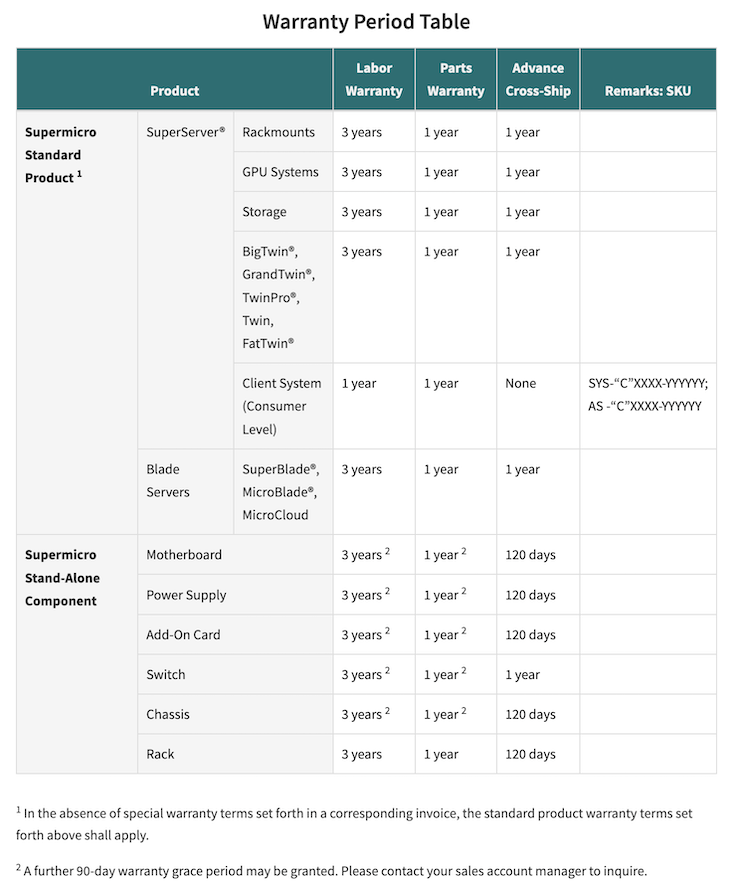 Warranty Period Table
Product
Labor Warranty
Parts Warranty
Advance Cross-Ship
Remarks: SKU
Supermicro Standard Product 1
SuperServer®
Rackmounts
3 years
1 year
1 year
GPU Systems
3 years
1 year
1 year
Storage
3 years
1 year
1 year
BigTwin®,
GrandTwin®,
TwinPro®,
Twin,
FatTwin®
3 years
1 year
1 year
Client System
(Consumer
Level)
1 year
1 year
None
SYS-“C”XXXX-YYYYYY;
AS -“C”XXXX-YYYYYY
Blade
Servers
SuperBlade®,
MicroBlade®,
MicroCloud
3 years
1 year
1 year
Supermicro
Stand-Alone
Component
Motherboard
3 years 2
1 year 2
120 days
Power Supply
3 years 2
1 year 2
120 days
Add-On Card
3 years 2
1 year 2
120 days
Switch
3 years 2
1 year 2
1 year
Chassis
3 years 2
1 year 2
120 days
Rack
3 years
1 year
120 days
1 In the absence of special warranty terms set forth in a corresponding invoice, the standard product warranty terms set
forth above shall apply.
2 A further 90-day warranty grace period may be granted. Please contact your sales account manager to inquire.